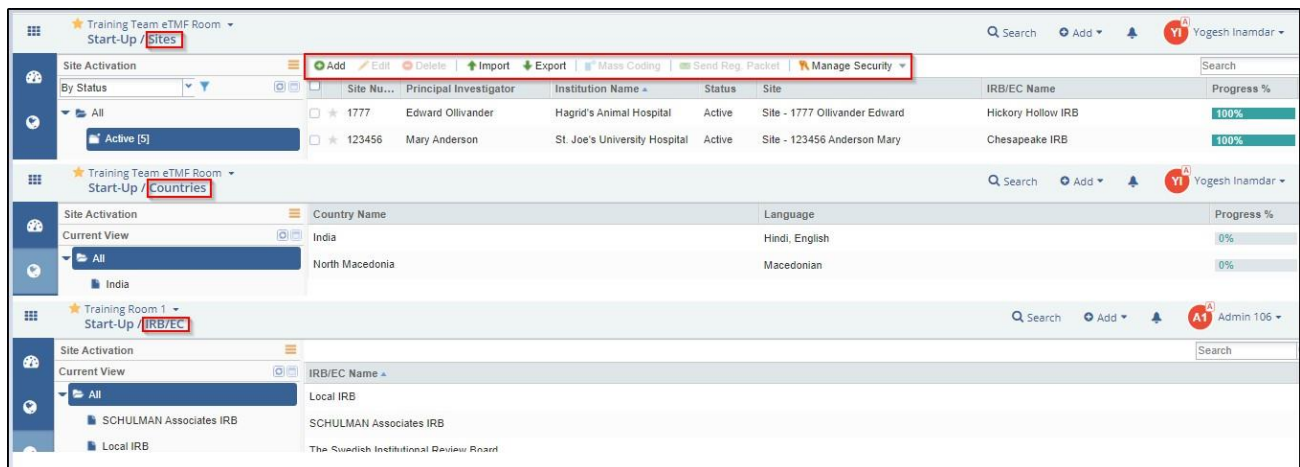 Training Team eTMF Room
Start-Up / Sites
Search Add A YI Yogesh Inamdar
Site Activation
Add Edit Delete Import Export Mass Coding Send Reg. Packet Manage Security Search
By Status
Site Nu... Principal Investigator Institution Name Status Site IRB/EC Name Progress %
All
1777 Edward Ollivander Hagrid's Animal Hospital Active Site - 1777 Ollivander Edward Hickory Hollow IRB 100%
Active [5]
123456 Mary Anderson St. Joe's University Hospital Active Site - 123456 Anderson Mary Chesapeake IRB 100%
Training Team eTMF Room
Start-Up / Countries
Search Add A YI Yogesh Inamdar
Site Activation
Country Name Language Progress %
Current View
India Hindi, English 0%
All
North Macedonia Macedonian 0%
India
Training Room 1
Start-Up / IRB/EC
Search Add A A1 Admin 106
Site Activation
Search
Current View
IRB/EC Name
All
Local IRB
SCHULMAN Associates IRB
SCHULMAN Associates IRB
Local IRB
The Swedish Institutional Review Board